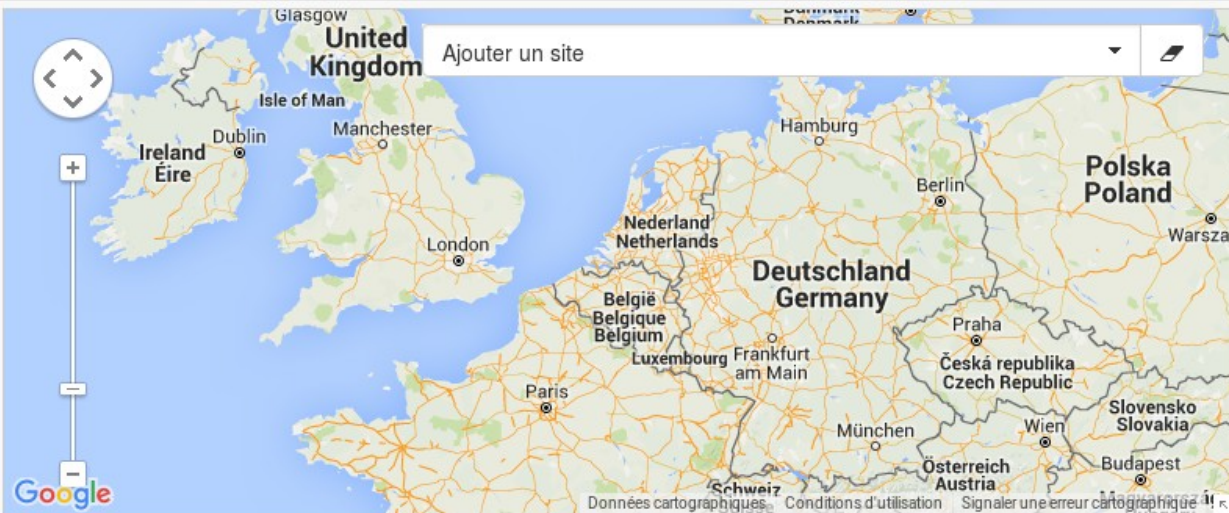 Glasgow
Danmark
Denmark
United
Kingdom
Ajouter un site
Isle of Man
Manchester
Dublin
Ireland
Éire
Hamburg
Berlin
Polska
Poland
Warsza
Nederland
Netherlands
London
Deutschland
Germany
België
Belgique
Belgium
Luxembourg
Frankfurt
am Main
Praha
Česká republika
Czech Republic
Paris
Slovensko
Slovakia
München
Wien
Österreich
Austria
Budapest
Schweiz
Google
Données cartographiques
Conditions d'utilisation
Signaler une erreur cartographique